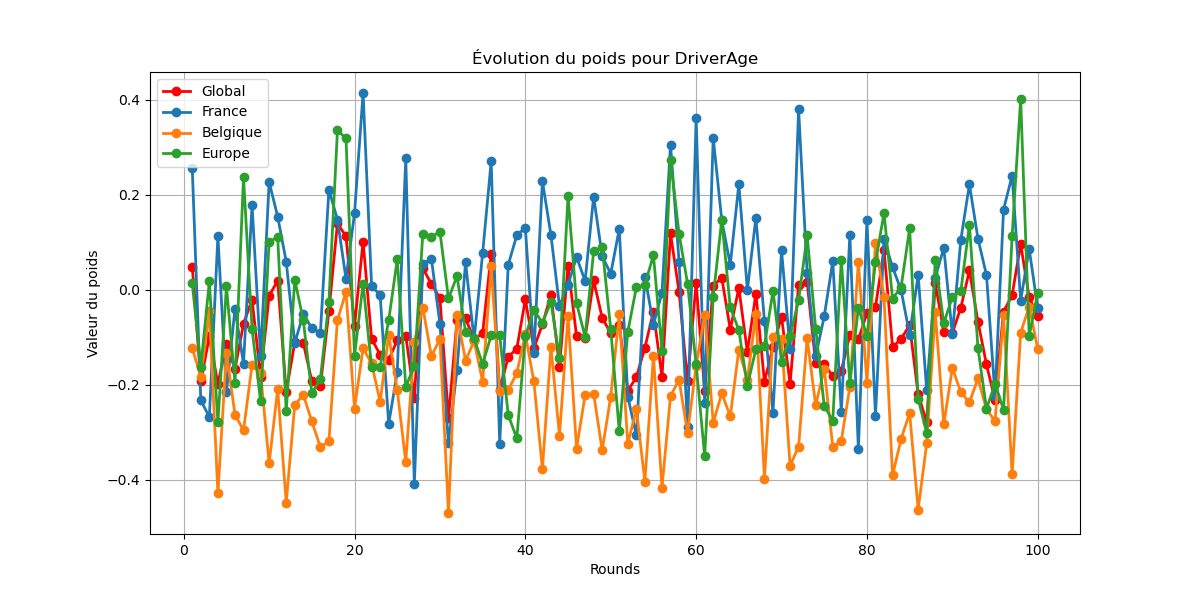 Évolution du poids pour DriverAge
Global
France
Belgique
Europe
0.4
0.2
0.0
−0.2
−0.4
Valeur du poids
0 20 40 60 80 100
Rounds